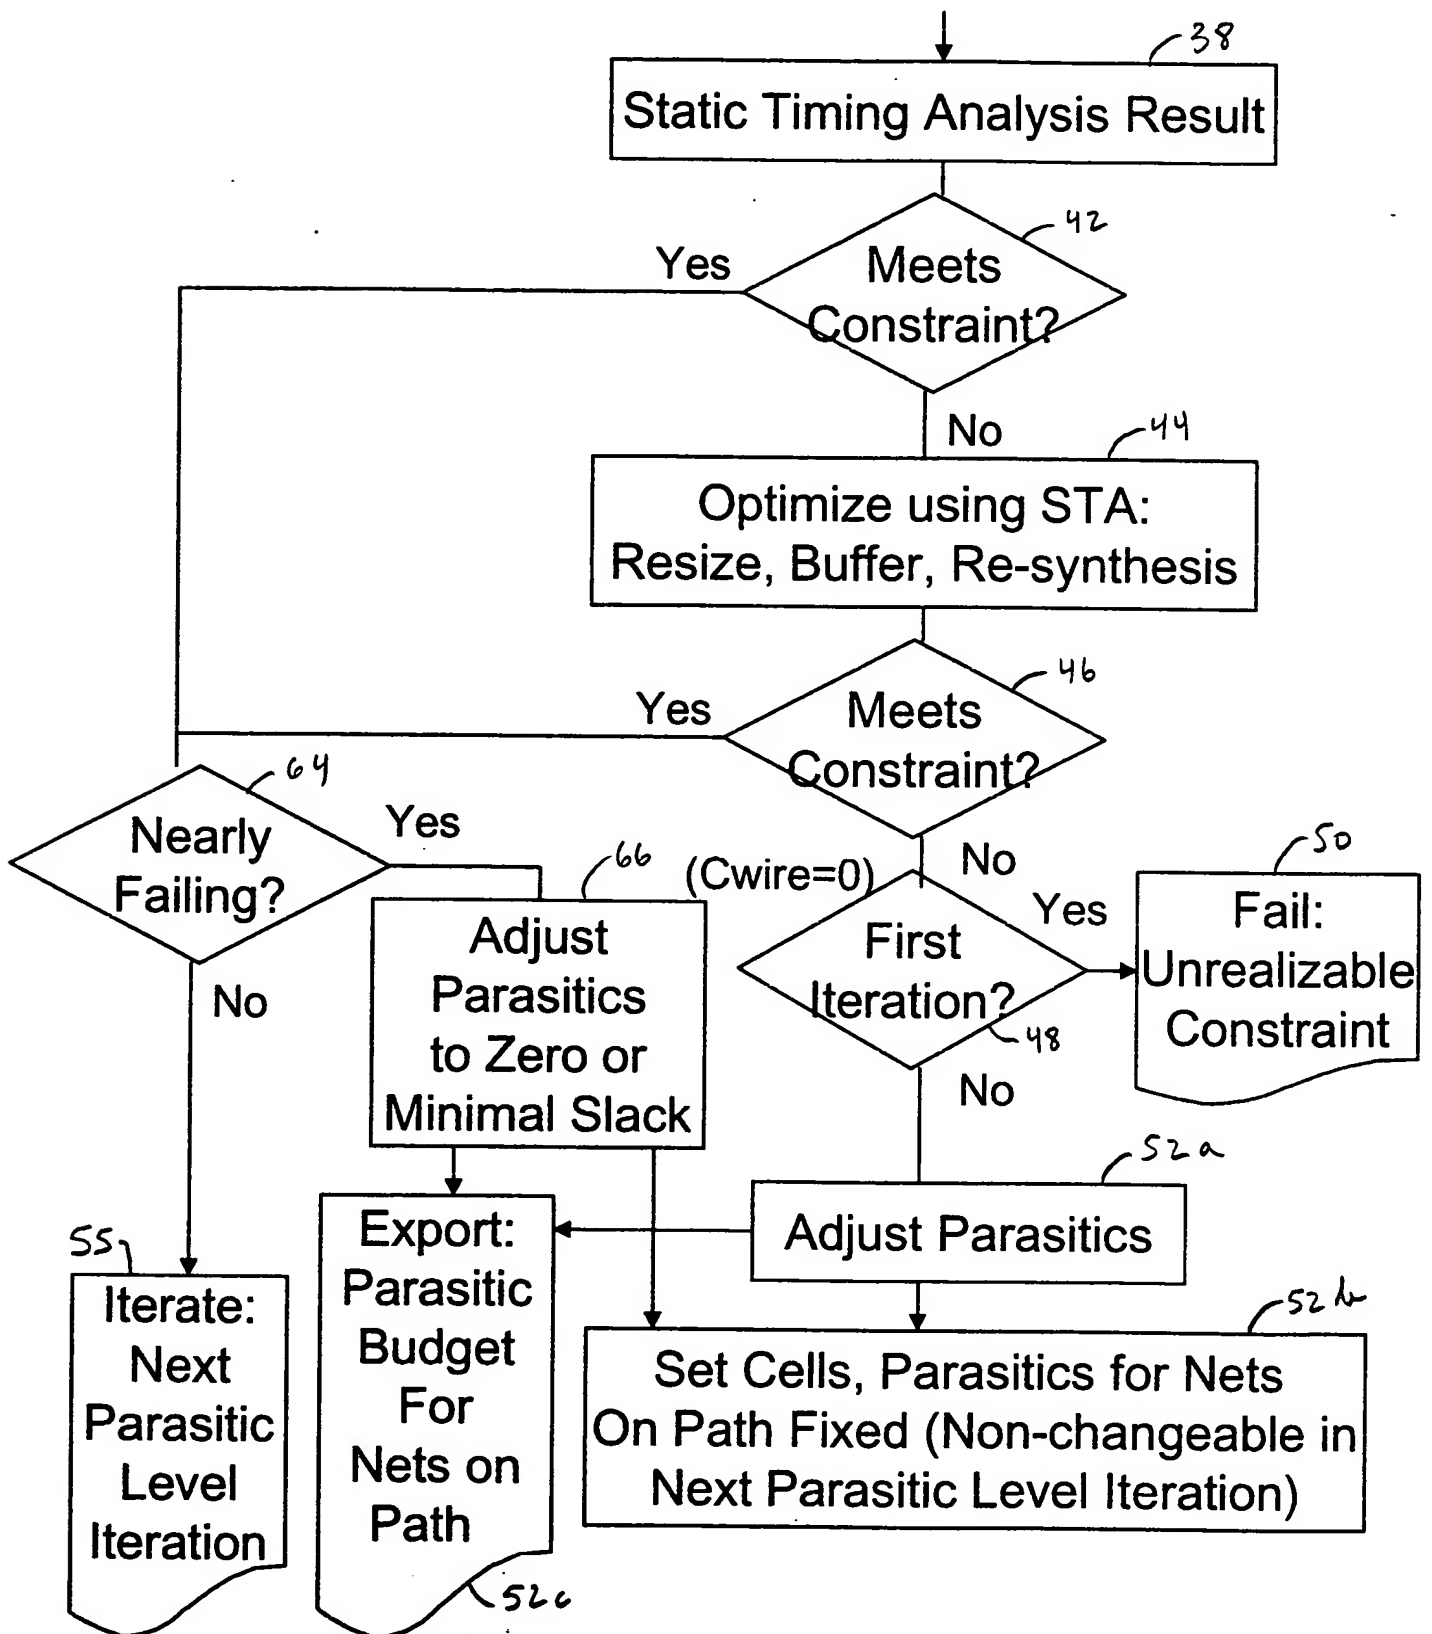 38
Static Timing Analysis Result
42
Yes
Meets
Constraint?
No
44
Optimize using STA:
Resize, Buffer, Re-synthesis
46
Yes
Meets
Constraint?
64
Nearly
Failing?
Yes
No
66
Adjust
Parasitics
to Zero or
Minimal Slack
No
(Cwire=0)
First
Iteration?
48
Yes
50
Fail:
Unrealizable
Constraint
No
52a
Adjust Parasitics
55
Iterate:
Next
Parasitic
Level
Iteration
Export:
Parasitic
Budget
For
Nets on
Path
52c
52b
Set Cells, Parasitics for Nets
On Path Fixed (Non-changeable in
Next Parasitic Level Iteration)